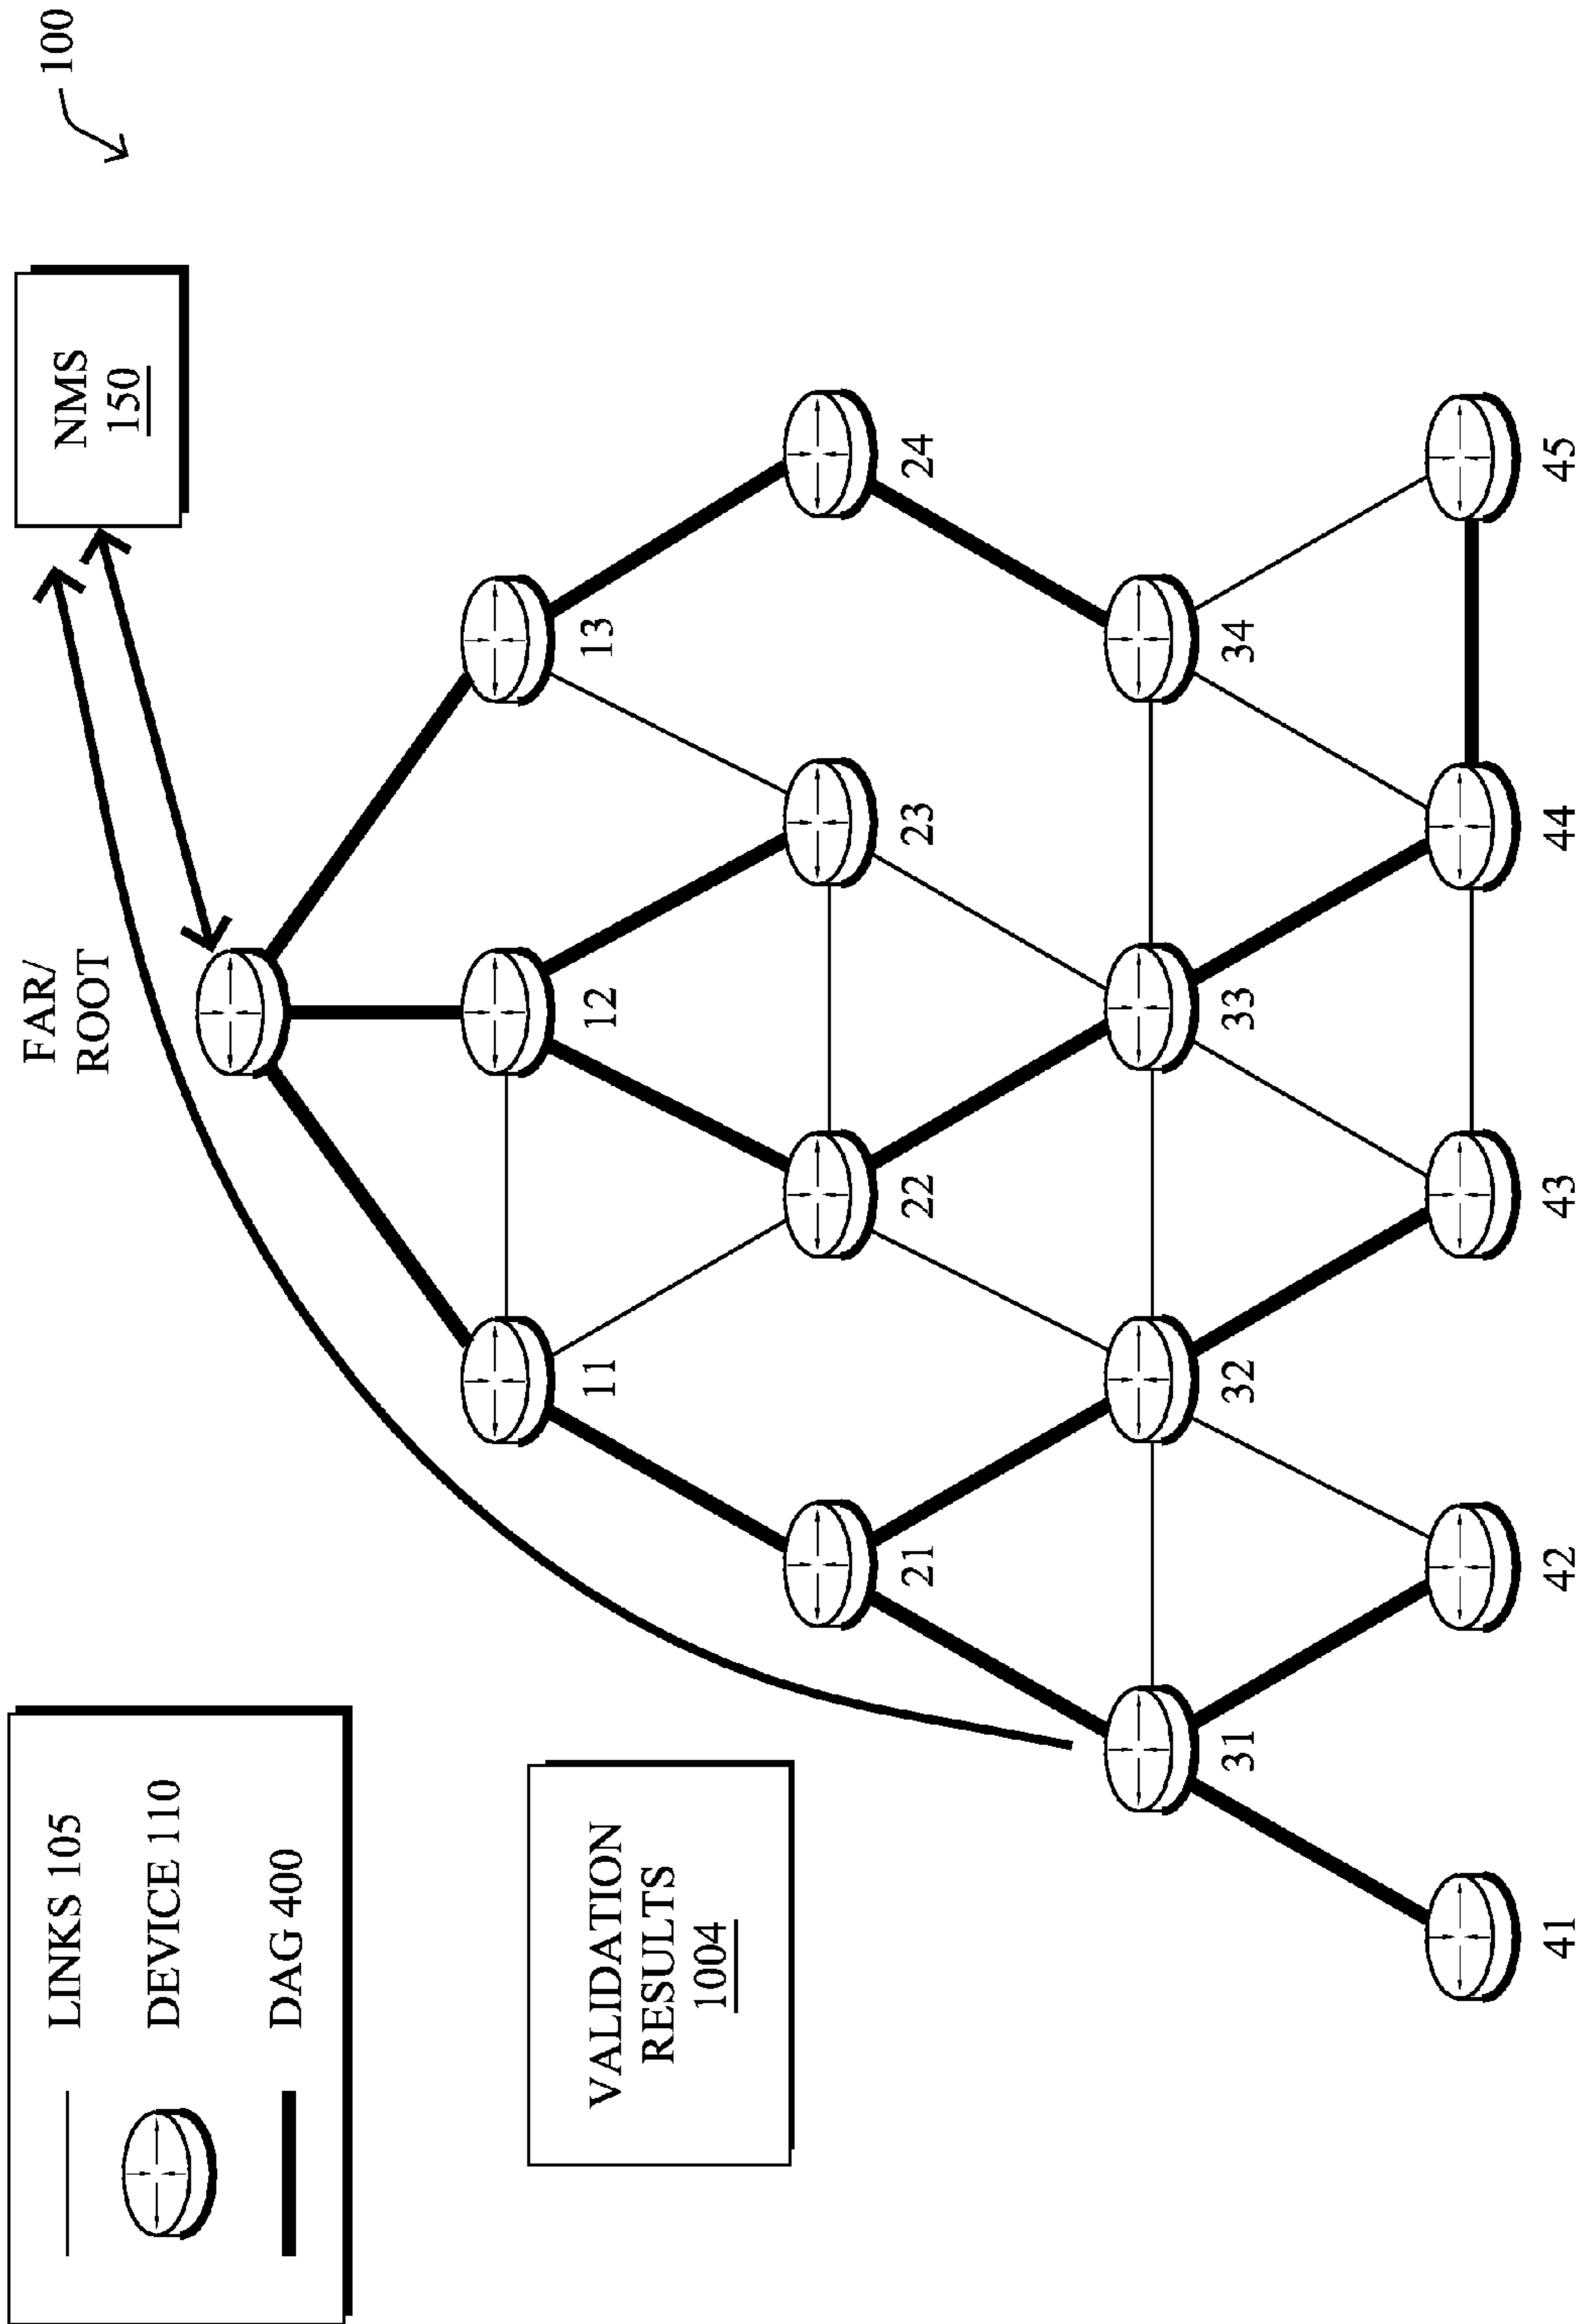 LINKS 105
DEVICE 110
DAG 400
VALIDATION
RESULTS
1004
FAR/
ROOT
NMS
150
100
11
12
13
21
22
23
24
31
32
33
34
41
42
43
44
45